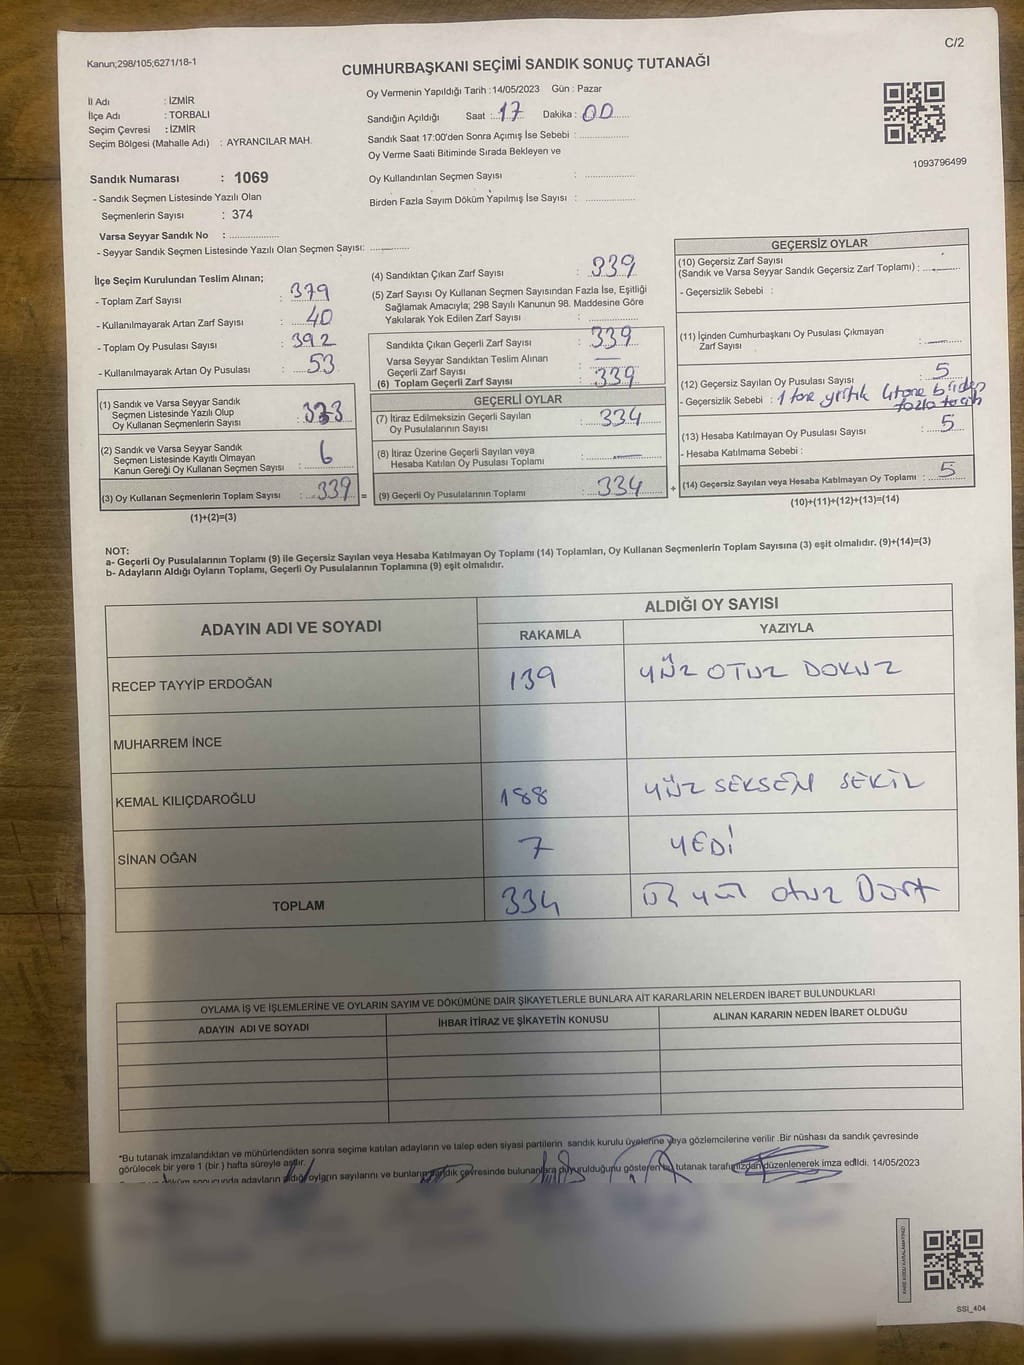 C/2
Kanun;298/105;6271/18-1
CUMHURBAŞKANI SEÇİMİ SANDIK SONUÇ TUTANAĞI
İl Adı : İZMİR
İlçe Adı : TORBALI
Seçim Çevresi : İZMİR
Seçim Bölgesi (Mahalle Adı) : AYRANCILAR MAH.
Oy Vermenin Yapıldığı Tarih :14/05/2023 Gün : Pazar
Sandığın Açıldığı Saat : 17 Dakika : 00
Sandık Saat 17:00'den Sonra Açımış İse Sebebi :
Oy Verme Saati Bitiminde Sırada Bekleyen ve
Oy Kullandırılan Seçmen Sayısı :
Birden Fazla Sayım Döküm Yapılmış İse Sayısı :
1093796499
Sandık Numarası : 1069
- Sandık Seçmen Listesinde Yazılı Olan
Seçmenlerin Sayısı : 374
Varsa Seyyar Sandık No :
- Seyyar Sandık Seçmen Listesinde Yazılı Olan Seçmen Sayısı:
İlçe Seçim Kurulundan Teslim Alınan;
- Toplam Zarf Sayısı : 379
- Kullanılmayarak Artan Zarf Sayısı : 40
- Toplam Oy Pusulası Sayısı : 392
- Kullanılmayarak Artan Oy Pusulası : 53
(1) Sandık ve Varsa Seyyar Sandık
Seçmen Listesinde Yazılı Olup
Oy Kullanan Seçmenlerin Sayısı : 333
(2) Sandık ve Varsa Seyyar Sandık
Seçmen Listesinde Kayıtlı Olmayan
Kanun Gereği Oy Kullanan Seçmen Sayısı : 6
(3) Oy Kullanan Seçmenlerin Toplam Sayısı : 339 =
(1)+(2)=(3)
(4) Sandıktan Çıkan Zarf Sayısı : 339
(5) Zarf Sayısı Oy Kullanan Seçmen Sayısından Fazla İse, Eşitliği
Sağlamak Amacıyla; 298 Sayılı Kanunun 98. Maddesine Göre
Yakılarak Yok Edilen Zarf Sayısı :
Sandıkta Çıkan Geçerli Zarf Sayısı : 339
Varsa Seyyar Sandıktan Teslim Alınan
Geçerli Zarf Sayısı : —
(6) Toplam Geçerli Zarf Sayısı : 339
GEÇERLİ OYLAR
(7) İtiraz Edilmeksizin Geçerli Sayılan
Oy Pusulalarının Sayısı : 334
(8) İtiraz Üzerine Geçerli Sayılan veya
Hesaba Katılan Oy Pusulası Toplamı : —
(9) Geçerli Oy Pusulalarının Toplamı : 334 +
GEÇERSİZ OYLAR
(10) Geçersiz Zarf Sayısı
(Sandık ve Varsa Seyyar Sandık Geçersiz Zarf Toplamı) : —
- Geçersizlik Sebebi :
(11) İçinden Cumhurbaşkanı Oy Pusulası Çıkmayan
Zarf Sayısı : —
(12) Geçersiz Sayılan Oy Pusulası Sayısı : 5
- Geçersizlik Sebebi : 1 tane yırtık 4 tane birden
fazla tercih
(13) Hesaba Katılmayan Oy Pusulası Sayısı : 5
- Hesaba Katılmama Sebebi :
(14) Geçersiz Sayılan veya Hesaba Katılmayan Oy Toplamı : 5
(10)+(11)+(12)+(13)=(14)
NOT:
a- Geçerli Oy Pusulalarının Toplamı (9) ile Geçersiz Sayılan veya Hesaba Katılmayan Oy Toplamı (14) Toplamları, Oy Kullanan Seçmenlerin Toplam Sayısına (3) eşit olmalıdır. (9)+(14)=(3)
b- Adayların Aldığı Oyların Toplamı, Geçerli Oy Pusulalarının Toplamına (9) eşit olmalıdır.
ADAYIN ADI VE SOYADI
ALDIĞI OY SAYISI
RAKAMLA YAZIYLA
RECEP TAYYİP ERDOĞAN 139 YÜZ OTUZ DOKUZ
MUHARREM İNCE
KEMAL KILIÇDAROĞLU 188 YÜZ SEKSEN SEKİZ
SİNAN OĞAN 7 YEDİ
TOPLAM 334 üç yüz otuz Dört
OYLAMA İŞ VE İŞLEMLERİNE VE OYLARIN SAYIM VE DÖKÜMÜNE DAİR ŞİKAYETLERLE BUNLARA AİT KARARLARIN NELERDEN İBARET BULUNDUKLARI
ADAYIN ADI VE SOYADI İHBAR İTİRAZ VE ŞİKAYETİN KONUSU ALINAN KARARIN NEDEN İBARET OLDUĞU
*Bu tutanak imzalandıktan ve mühürlendikten sonra seçime katılan adayların ve talep eden siyasi partilerin sandık kurulu üyelerine veya gözlemcilerine verilir .Bir nüshası da sandık çevresinde
görülecek bir yere 1 (bir ) hafta süreyle asılır.
döküm sonucunda adayların aldığı oyların sayılarını ve bunların sandık çevresinde bulunanlara duyurulduğunu gösteren bu tutanak tarafımızdan düzenlenerek imza edildi. 14/05/2023
SSI_404